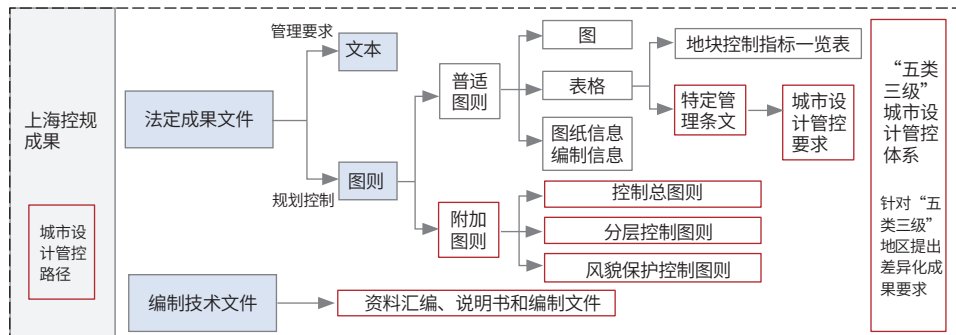 上海控规
成果
城市设
计管控
路径
法定成果文件
管理要求
文本
规划控制
图则
普适
图则
图
表格
图纸信息
编制信息
地块控制指标一览表
特定管
理条文
城市设
计管控
要求
附加
图则
控制总图则
分层控制图则
风貌保护控制图则
编制技术文件
资料汇编、说明书和编制文件
“五类
三级”
城市设
计管控
体系
针对“五
类三级”
地区提出
差异化成
果要求